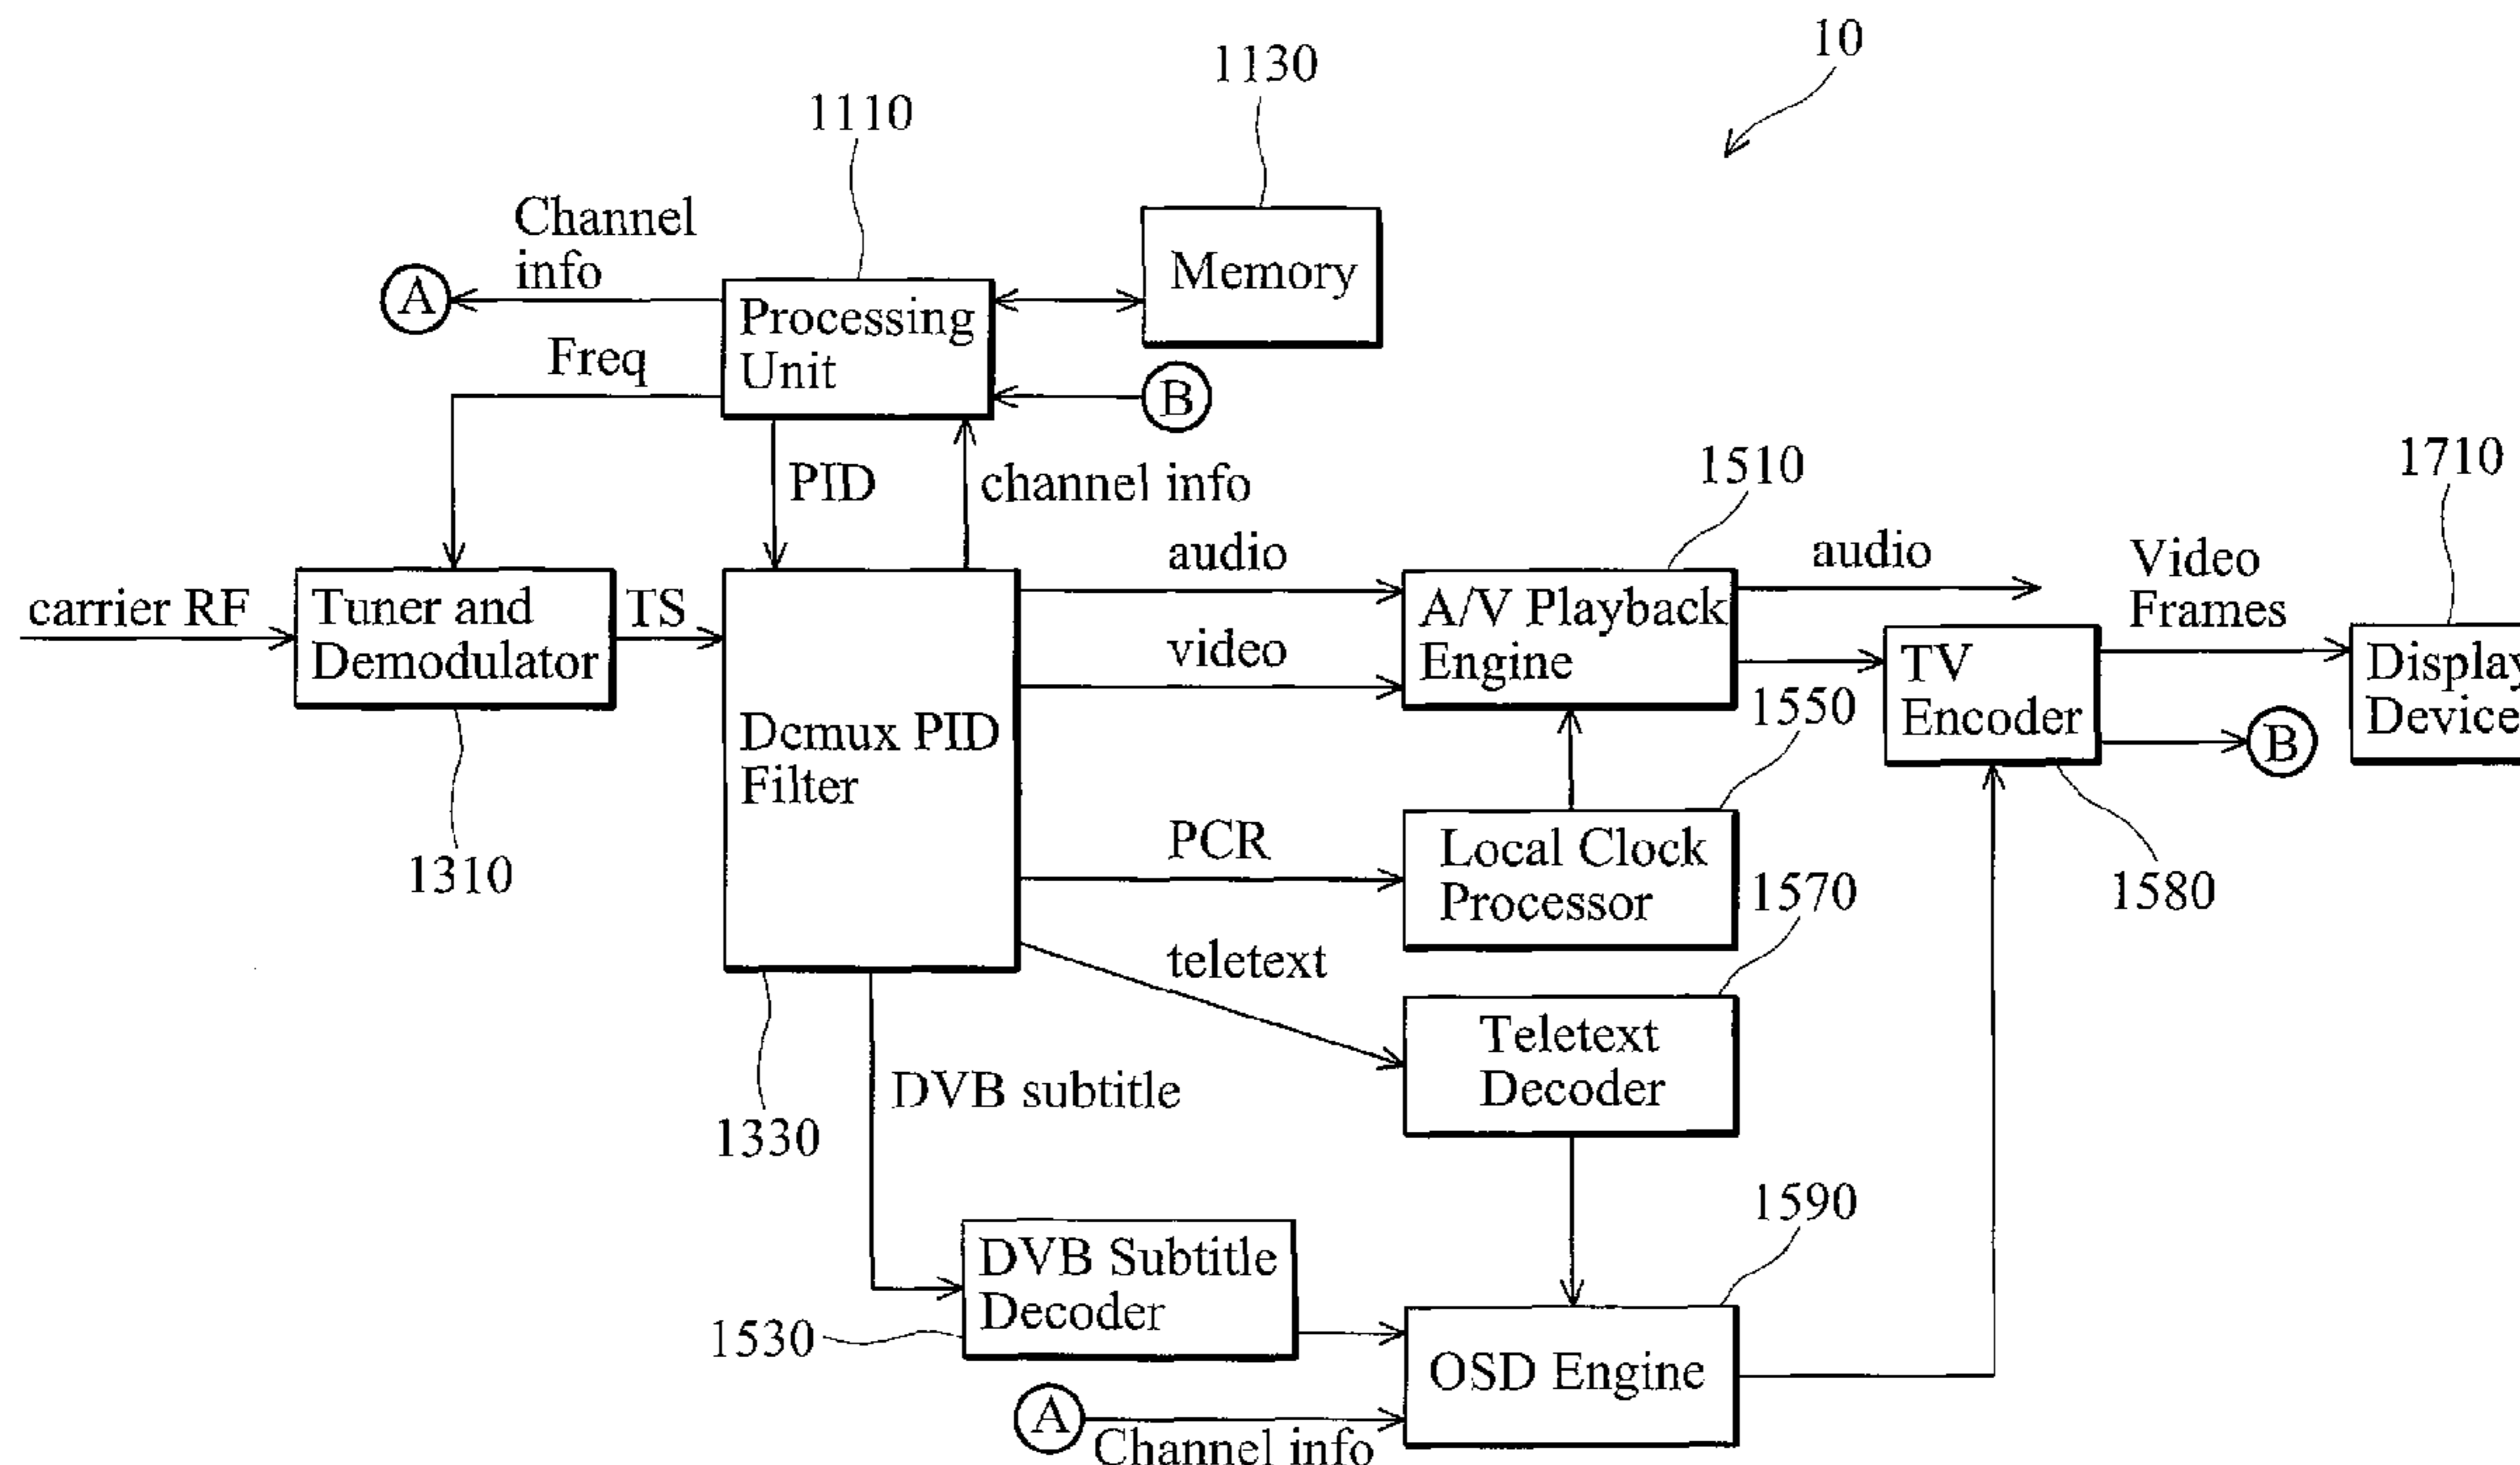 10
1130
1110
Channel
info
A
Memory
Processing
Unit
Freq
B
PID
channel info
1510
1710
audio
audio
Video
Frames
carrier RF
Tuner and
Demodulator
TS
A/V Playback
Engine
video
TV
Encoder
Display
Device
1550
B
Dcmux PID
Filter
PCR
Local Clock
Processor
1310
1570
1580
teletext
Teletext
Decoder
DVB subtitle
1330
1590
DVB Subtitle
Decoder
1530
OSD Engine
A
Channel info